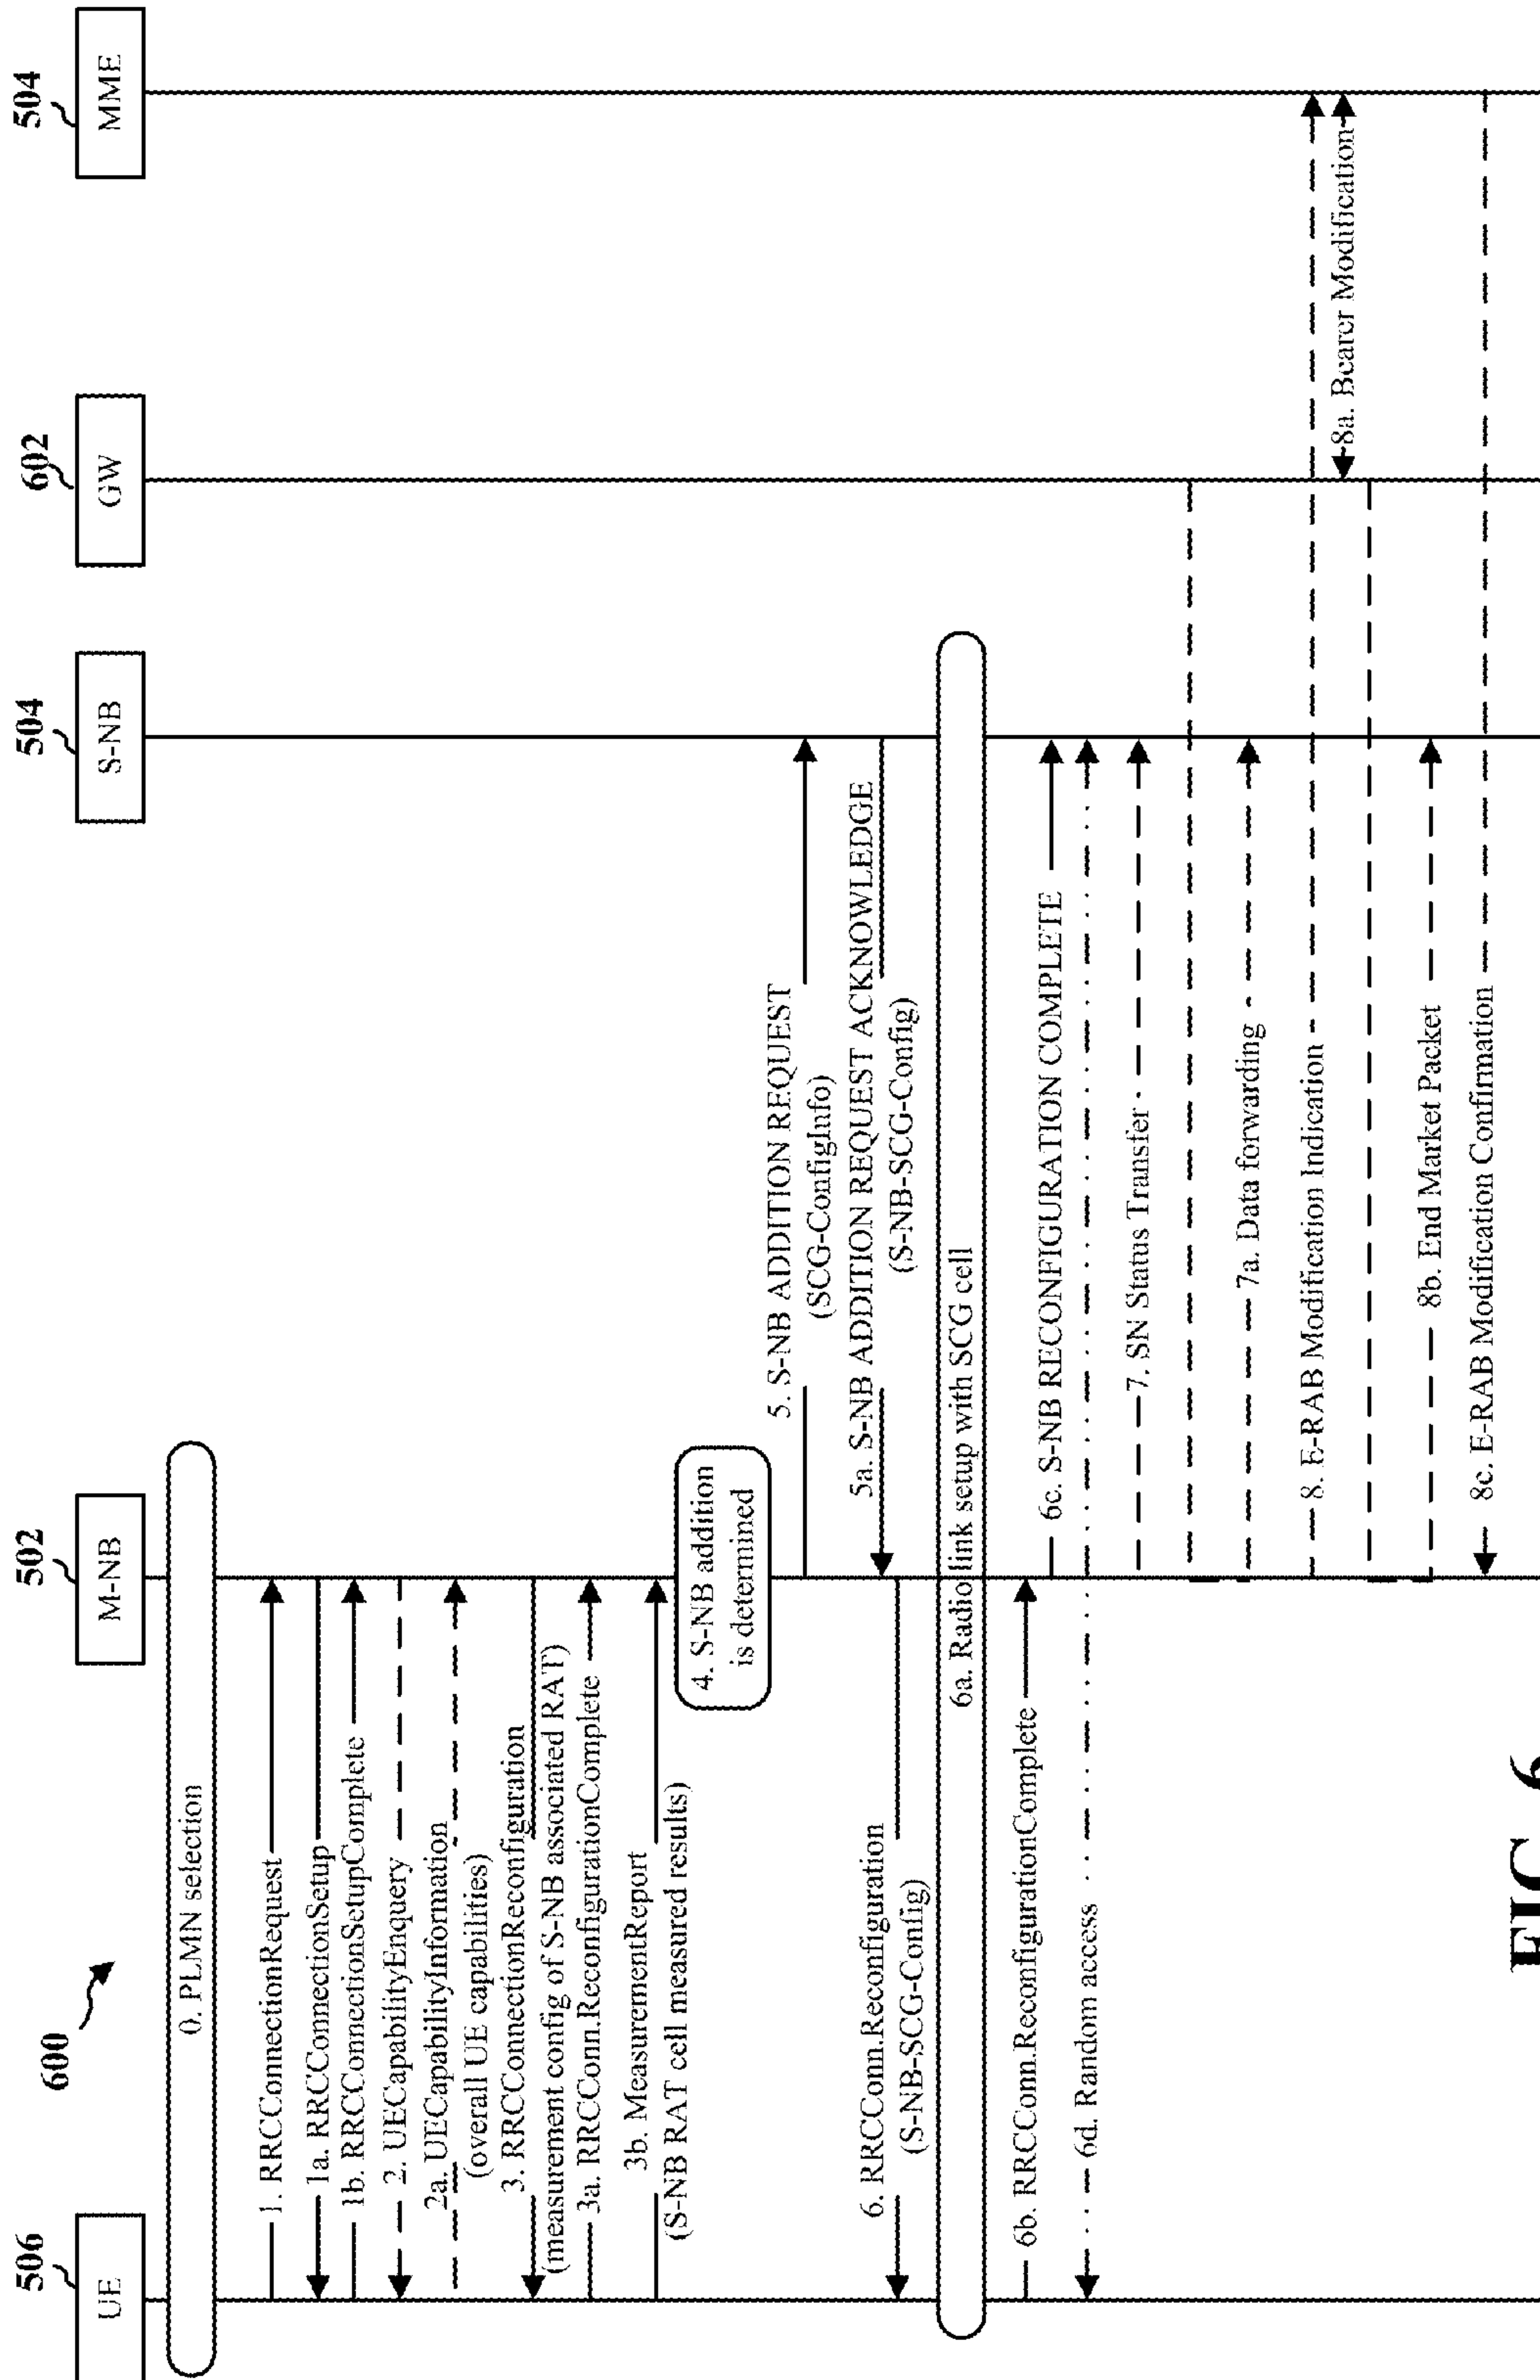 600
506
UE
502
M-NB
504
S-NB
602
GW
504
MME
0. PLMN selection
1. RRCConnectionRequest
1a. RRCConnectionSetup
1b. RRCConnectionSetupComplete
2. UECapabilityEnquery
2a. UECapabilityInformation
(overall UE capabilities)
3. RRCConnectionReconfiguration
(measurement config of S-NB associated RAT)
3a. RRCConn.ReconfigurationComplete
3b. MeasurementReport
(S-NB RAT cell measured results)
4. S-NB addition
is determined
5. S-NB ADDITION REQUEST
(SCG-ConfigInfo)
5a. S-NB ADDITION REQUEST ACKNOWLEDGE
(S-NB-SCG-Config)
6. RRCConn.Reconfiguration
(S-NB-SCG-Config)
6a. Radio link setup with SCG cell
6b. RRCConn.ReconfigurationComplete
6c. S-NB RECONFIGURATION COMPLETE
6d. Random access
7. SN Status Transfer
7a. Data forwarding
8. E-RAB Modification Indication
8a. Bearer Modification
8b. End Market Packet
8c. E-RAB Modification Confirmation